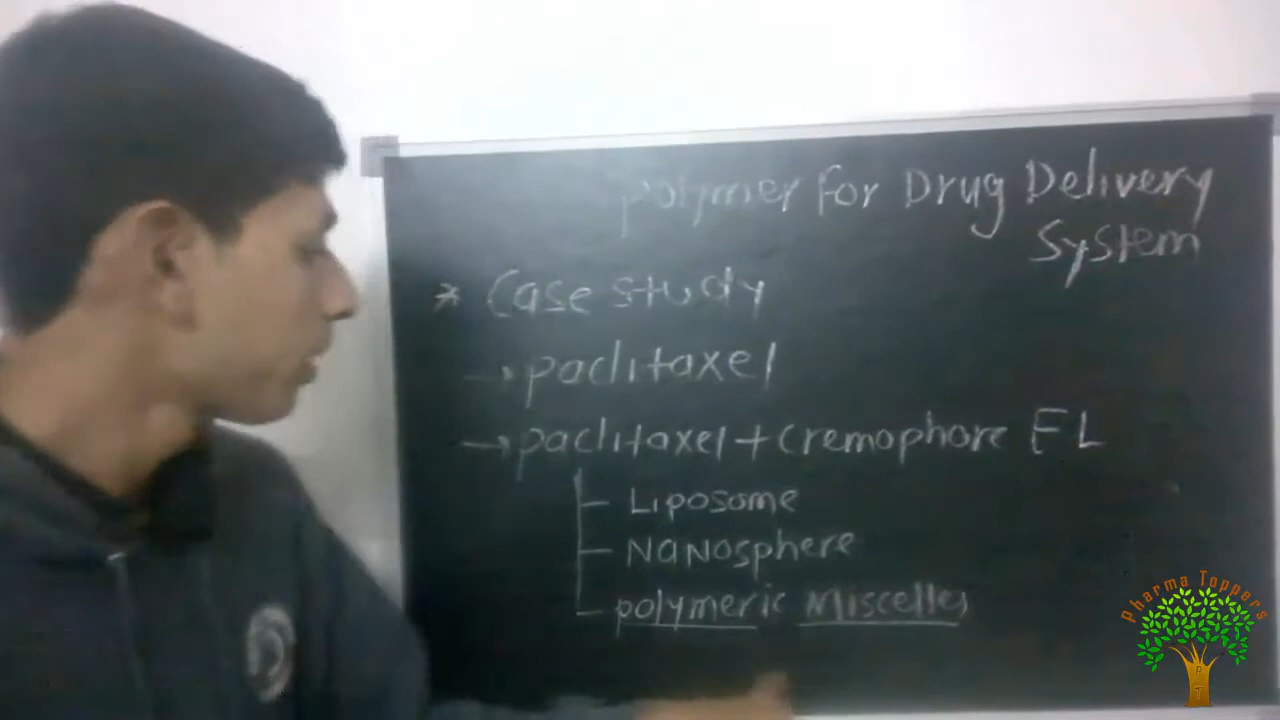 polymer For Drug Delivery
System
* Case study
→ paclitaxel
→ paclitaxel + cremophore EL
- Liposome
- NANosphere
- polymeric Miscelles
Pharma Toppers
P
T